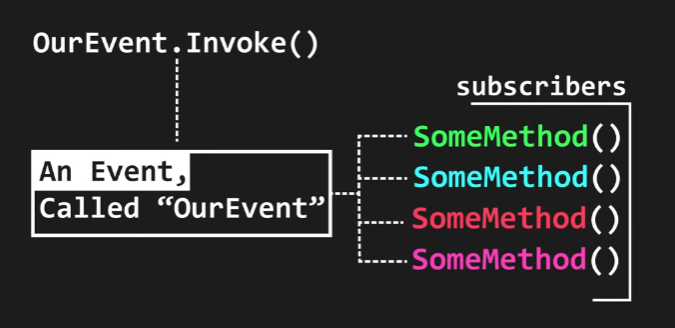 OurEvent.Invoke()
subscribers
An Event,
Called “OurEvent”
SomeMethod()
SomeMethod()
SomeMethod()
SomeMethod()